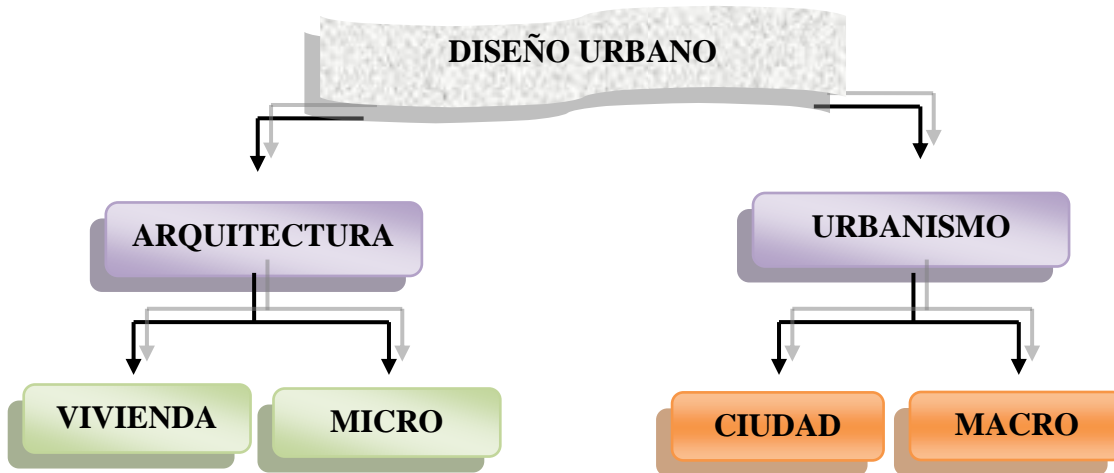 DISEÑO URBANO
ARQUITECTURA
URBANISMO
VIVIENDA
MICRO
CIUDAD
MACRO